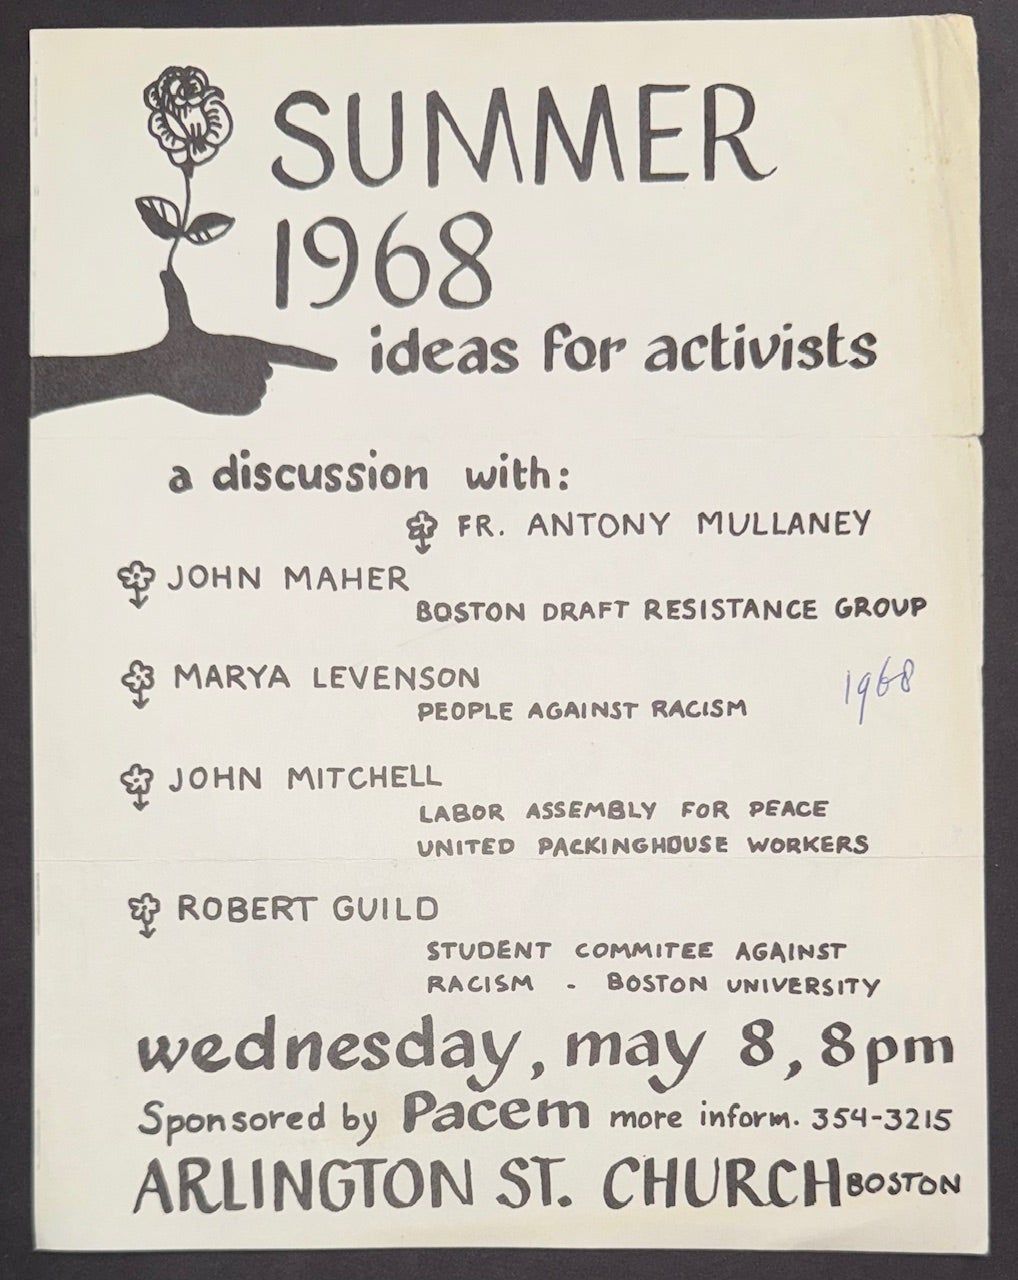 SUMMER
1968
ideas for activists
a discussion with:
FR. ANTONY MULLANEY
JOHN MAHER
BOSTON DRAFT RESISTANCE GROUP
MARYA LEVENSON
1968
PEOPLE AGAINST RACISM
JOHN MITCHELL
LABOR ASSEMBLY FOR PEACE
UNITED PACKINGHOUSE WORKERS
ROBERT GUILD
STUDENT COMMITEE AGAINST
RACISM - BOSTON UNIVERSITY
wednesday, may 8, 8pm
Sponsored by Pacem more inform. 354-3215
ARLINGTON ST. CHURCH BOSTON